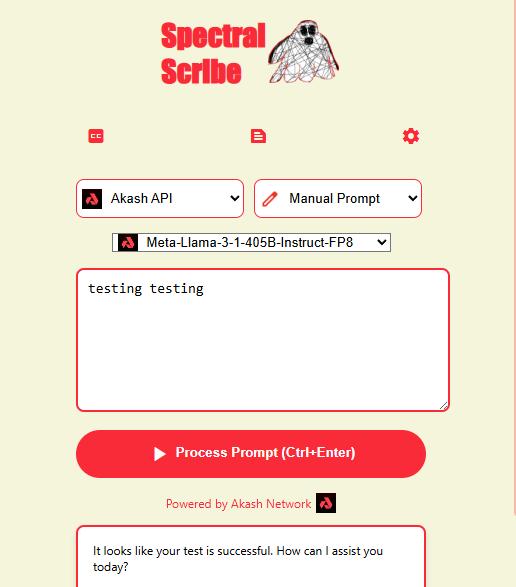 Spectral
Scribe
CC
Akash API
Manual Prompt
Meta-Llama-3-1-405B-Instruct-FP8
testing testing
Process Prompt (Ctrl+Enter)
Powered by Akash Network
It looks like your test is successful. How can I assist you
today?